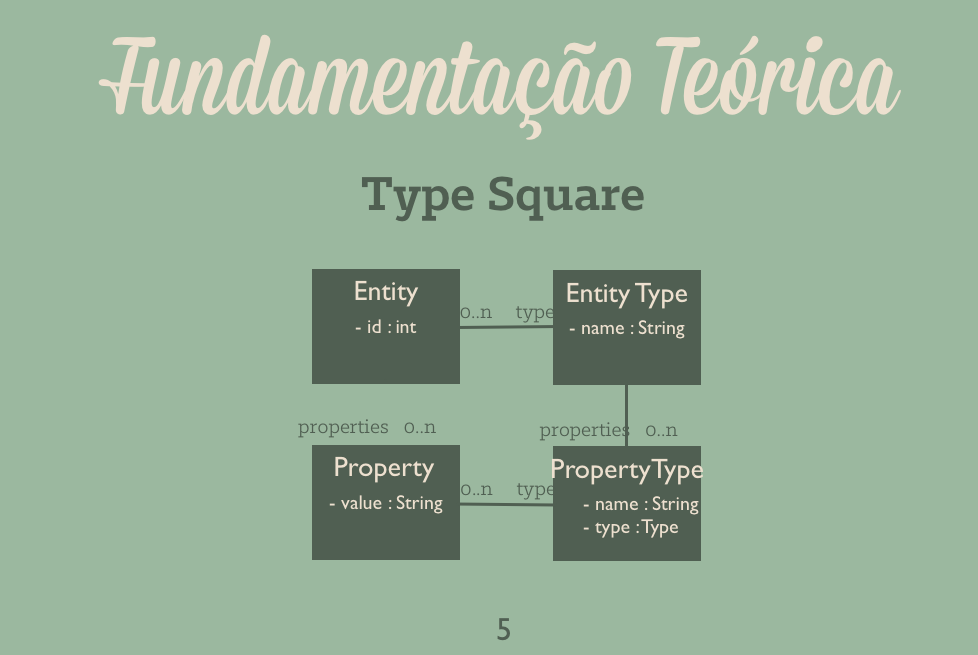 Fundamentação Teórica
Type Square
Entity
- id : int
0..n type
Entity Type
- name : String
properties 0..n
properties 0..n
Property
- value : String
0..n type
PropertyType
- name : String
- type : Type
5